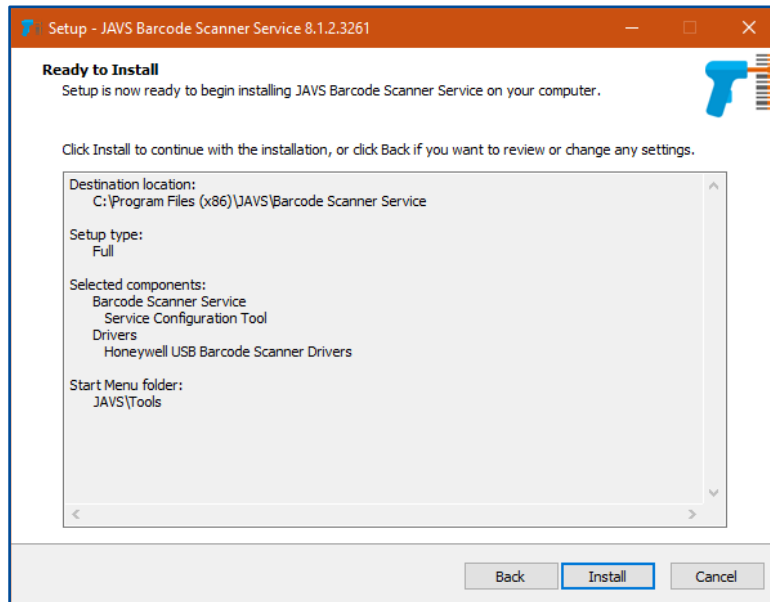 Setup - JAVS Barcode Scanner Service 8.1.2.3261
Ready to Install
Setup is now ready to begin installing JAVS Barcode Scanner Service on your computer.
Click Install to continue with the installation, or click Back if you want to review or change any settings.
Destination location:
C:\Program Files (x86)\JAVS\Barcode Scanner Service
Setup type:
Full
Selected components:
Barcode Scanner Service
Service Configuration Tool
Drivers
Honeywell USB Barcode Scanner Drivers
Start Menu folder:
JAVS\Tools
Back Install Cancel